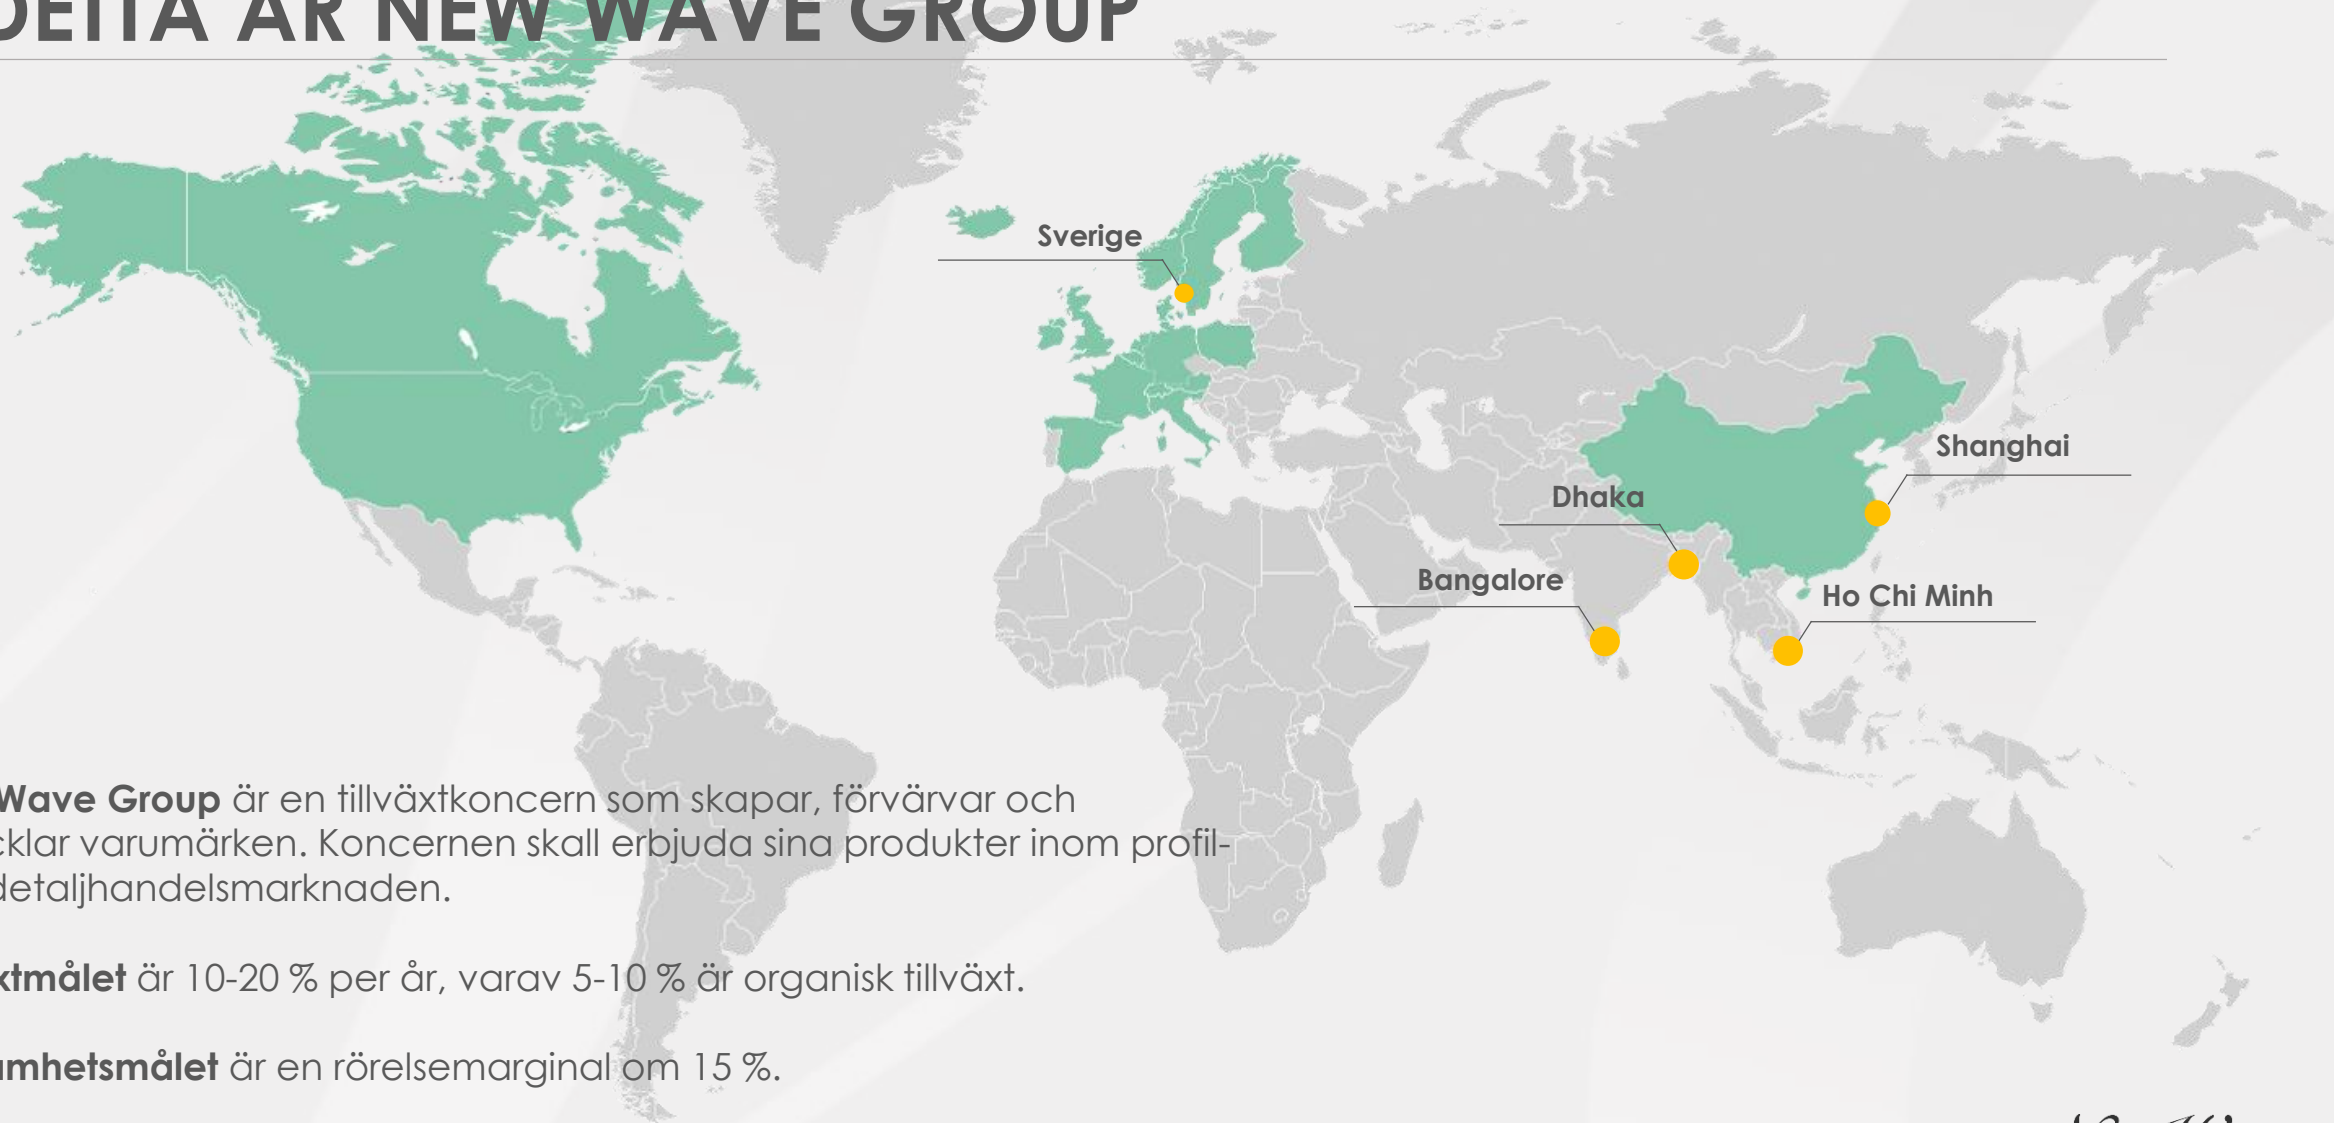 DETTA ÄR NEW WAVE GROUP
Sverige
Shanghai
Dhaka
Bangalore
Ho Chi Minh
Wave Group är en tillväxtkoncern som skapar, förvärvar och
cklar varumärken. Koncernen skall erbjuda sina produkter inom profil-
detaljhandelsmarknaden.
xtmålet är 10-20 % per år, varav 5-10 % är organisk tillväxt.
amhetsmålet är en rörelsemarginal om 15 %.